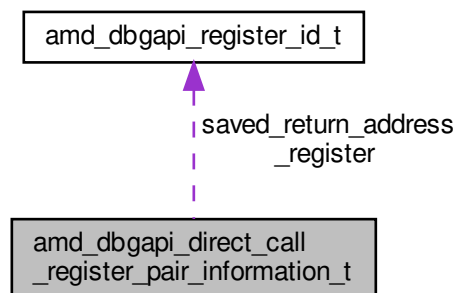 amd_dbgapi_register_id_t
saved_return_address
_register
amd_dbgapi_direct_call
_register_pair_information_t